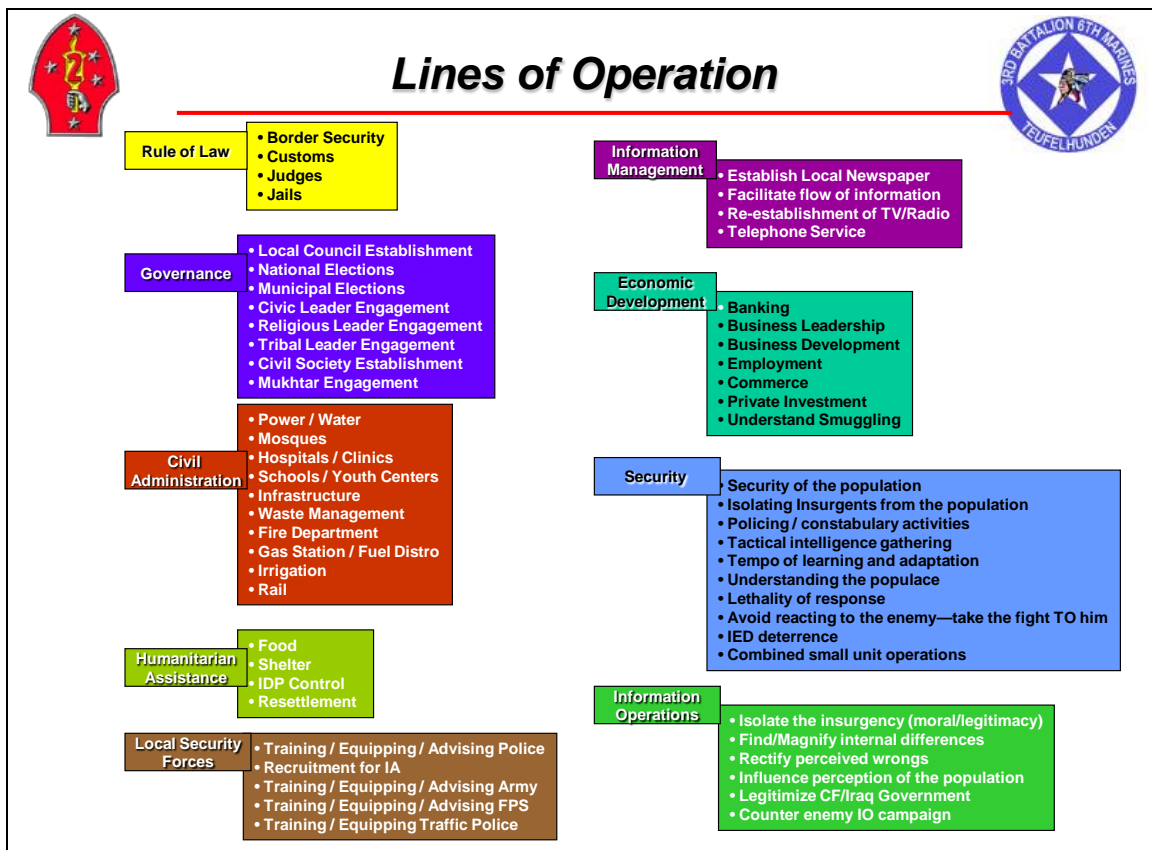 Lines of Operation
2
3RD BATTALION 6TH MARINES
TEUFELHUNDEN
Rule of Law
• Border Security
• Customs
• Judges
• Jails
Governance
• Local Council Establishment
• National Elections
• Municipal Elections
• Civic Leader Engagement
• Religious Leader Engagement
• Tribal Leader Engagement
• Civil Society Establishment
• Mukhtar Engagement
Civil
Administration
• Power / Water
• Mosques
• Hospitals / Clinics
• Schools / Youth Centers
• Infrastructure
• Waste Management
• Fire Department
• Gas Station / Fuel Distro
• Irrigation
• Rail
Humanitarian
Assistance
• Food
• Shelter
• IDP Control
• Resettlement
Local Security
Forces
• Training / Equipping / Advising Police
• Recruitment for IA
• Training / Equipping / Advising Army
• Training / Equipping / Advising FPS
• Training / Equipping Traffic Police
Information
Management
• Establish Local Newspaper
• Facilitate flow of information
• Re-establishment of TV/Radio
• Telephone Service
Economic
Development
• Banking
• Business Leadership
• Business Development
• Employment
• Commerce
• Private Investment
• Understand Smuggling
Security
• Security of the population
• Isolating Insurgents from the population
• Policing / constabulary activities
• Tactical intelligence gathering
• Tempo of learning and adaptation
• Understanding the populace
• Lethality of response
• Avoid reacting to the enemy—take the fight TO him
• IED deterrence
• Combined small unit operations
Information
Operations
• Isolate the insurgency (moral/legitimacy)
• Find/Magnify internal differences
• Rectify perceived wrongs
• Influence perception of the population
• Legitimize CF/Iraq Government
• Counter enemy IO campaign